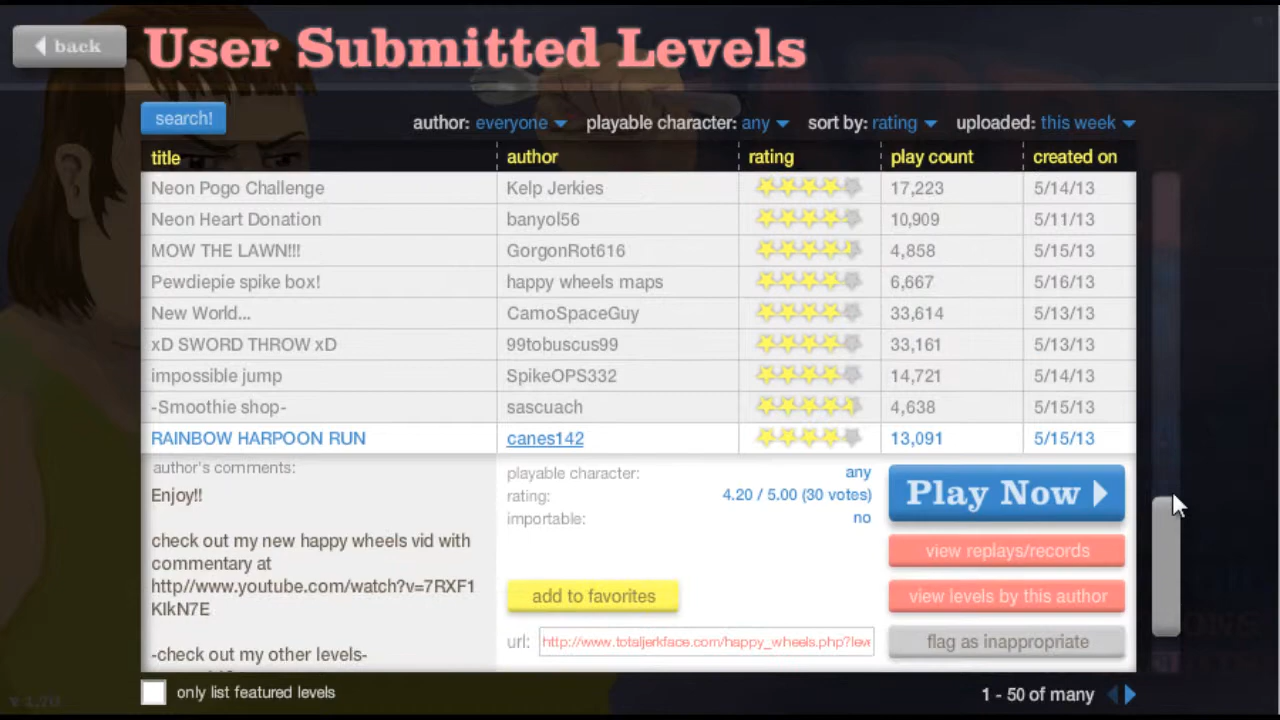 back
User Submitted Levels
search!
author: everyone playable character: any sort by: rating uploaded: this week
title author rating play count created on
Neon Pogo Challenge Kelp Jerkies 17,223 5/14/13
Neon Heart Donation banyol56 10,909 5/11/13
MOW THE LAWN!!! GorgonRot616 4,858 5/15/13
Pewdiepie spike box! happy wheels maps 6,667 5/16/13
New World... CamoSpaceGuy 33,614 5/13/13
xD SWORD THROW xD 99tobuscus99 33,161 5/13/13
impossible jump SpikeOPS332 14,721 5/14/13
-Smoothie shop- sascuach 4,638 5/15/13
RAINBOW HARPOON RUN canes142 13,091 5/15/13
author's comments:
Enjoy!!
check out my new happy wheels vid with
commentary at
http//www.youtube.com/watch?v=7RXF1
KIkN7E
-check out my other levels-
playable character: any
rating: 4.20 / 5.00 (30 votes)
importable: no
add to favorites
url: http://www.totaljerkface.com/happy_wheels.php?leve
Play Now
view replays/records
view levels by this author
flag as inappropriate
only list featured levels
1 - 50 of many